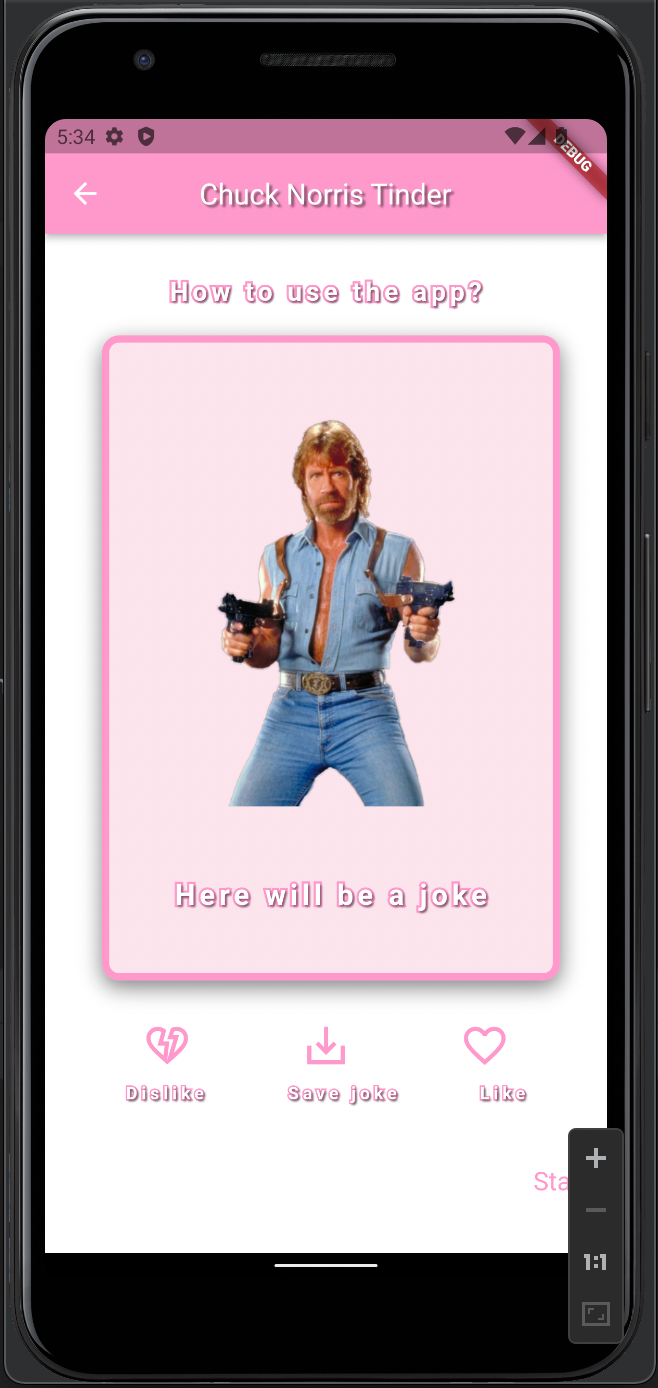 5:34
DEBUG
Chuck Norris Tinder
How to use the app?
Here will be a joke
Dislike Save joke Like
Sta
1:1